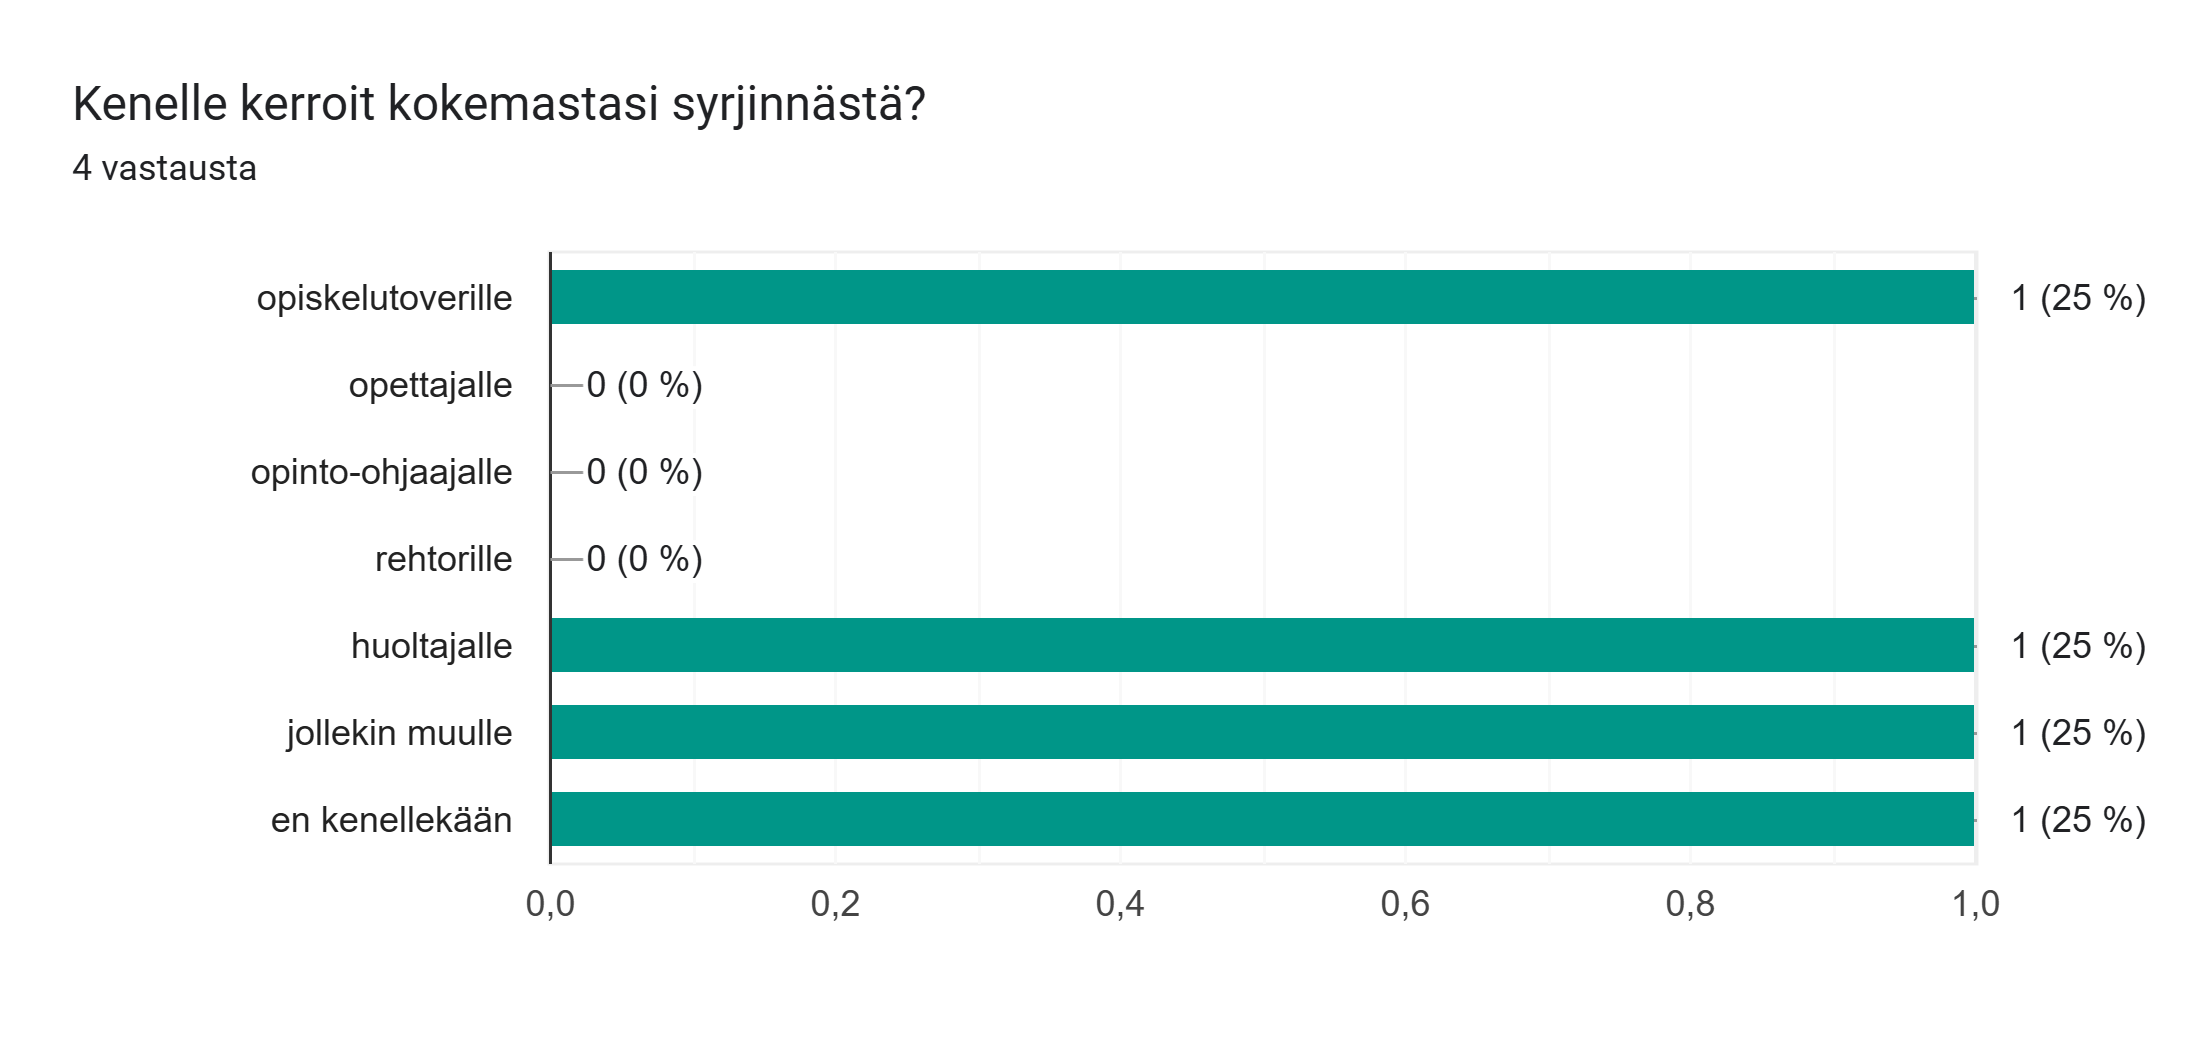 Kenelle kerroit kokemastasi syrjinnästä?
4 vastausta
opiskelutoverille 1 (25 %)
opettajalle 0 (0 %)
opinto-ohjaajalle 0 (0 %)
rehtorille 0 (0 %)
huoltajalle 1 (25 %)
jollekin muulle 1 (25 %)
en kenellekään 1 (25 %)
0,0 0,2 0,4 0,6 0,8 1,0